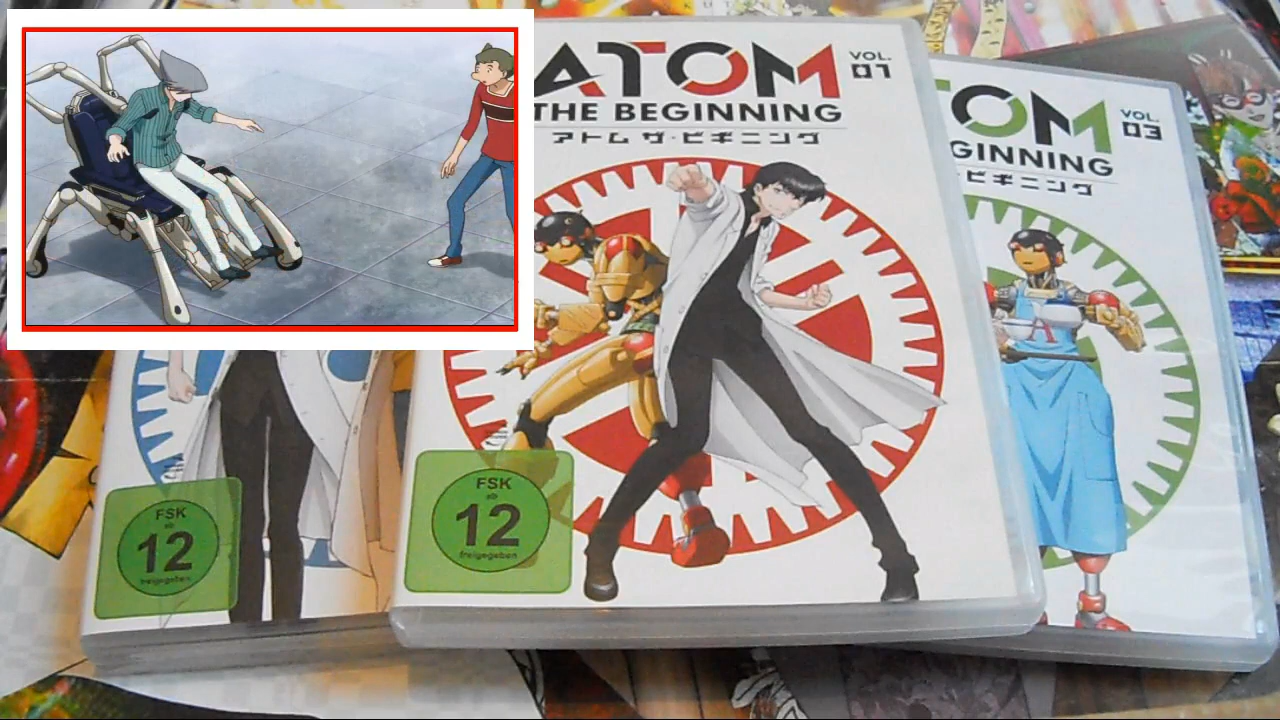 ATOM
VOL.
01
THE BEGINNING
アトム ザ・ビギニング
TOM
VOL.
03
GINNING
・ビギニング
A
FSK
ab
12
freigegeben
FSK
ab
12
freigegeben